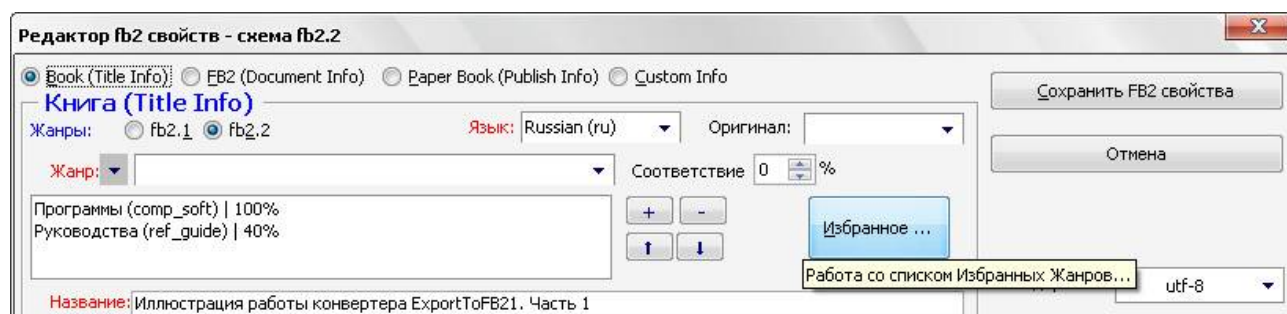 Редактор fb2 свойств - схема fb2.2
Book (Title Info) FB2 (Document Info) Paper Book (Publish Info) Custom Info
Сохранить FB2 свойства
Книга (Title Info)
Жанры: fb2.1 fb2.2 Язык: Russian (ru) Оригинал:
Отмена
Жанр: Соответствие 0 %
Программы (comp_soft) | 100%
Руководства (ref_guide) | 40%
+ -
Избранное ...
Работа со списком Избранных Жанров...
utf-8
Название: Иллюстрация работы конвертера ExportToFB21. Часть 1